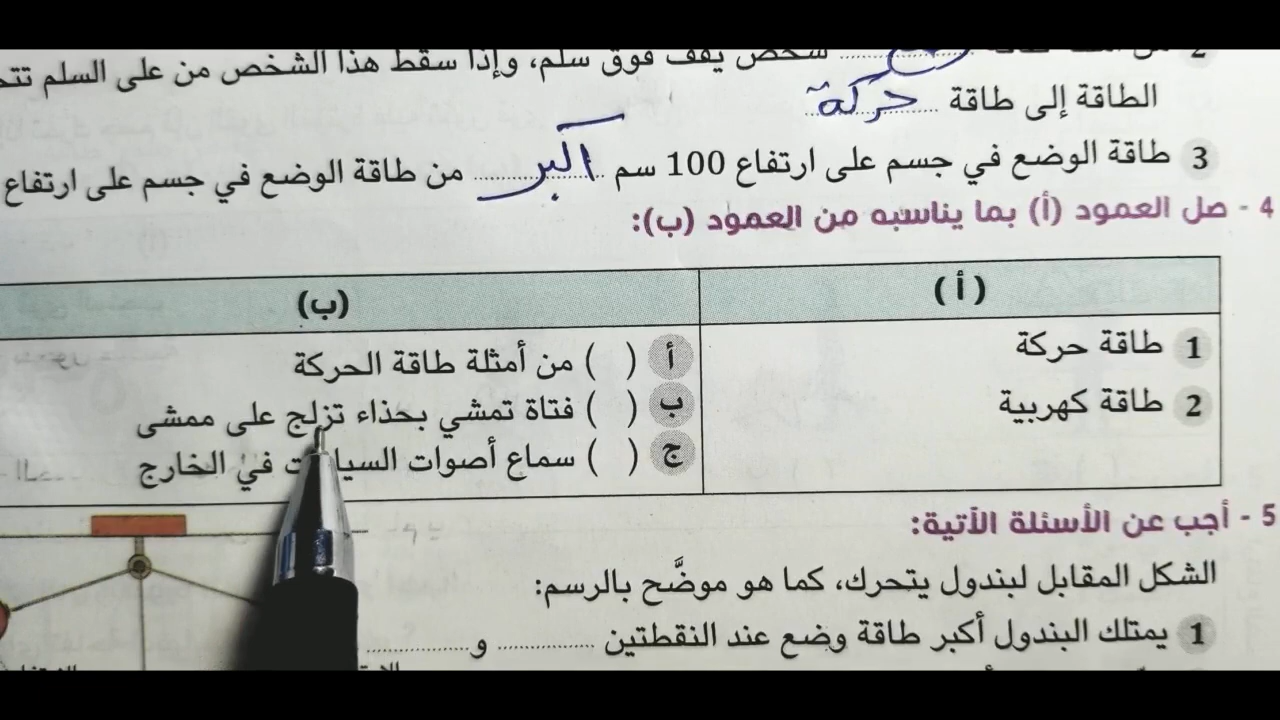 شخص يقف فوق سلم، وإذا سقط هذا الشخص من على السلم
الطاقة إلى طاقة حركة
3 طاقة الوضع في جسم على ارتفاع 100 سم أكبر من طاقة الوضع في جسم على ارتفاع
4 - صل العمود (أ) بما يناسبه من العمود (ب):
(أ) (ب)
1 طاقة حركة
2 طاقة كهربية
أ ( ) من أمثلة طاقة الحركة
ب ( ) فتاة تمشي بحذاء تزلج على ممشى
ج ( ) سماع أصوات السيارات في الخارج
5 - أجب عن الأسئلة الآتية:
الشكل المقابل لبندول يتحرك، كما هو موضَّح بالرسم:
1 يمتلك البندول أكبر طاقة وضع عند النقطتين ............ و ............